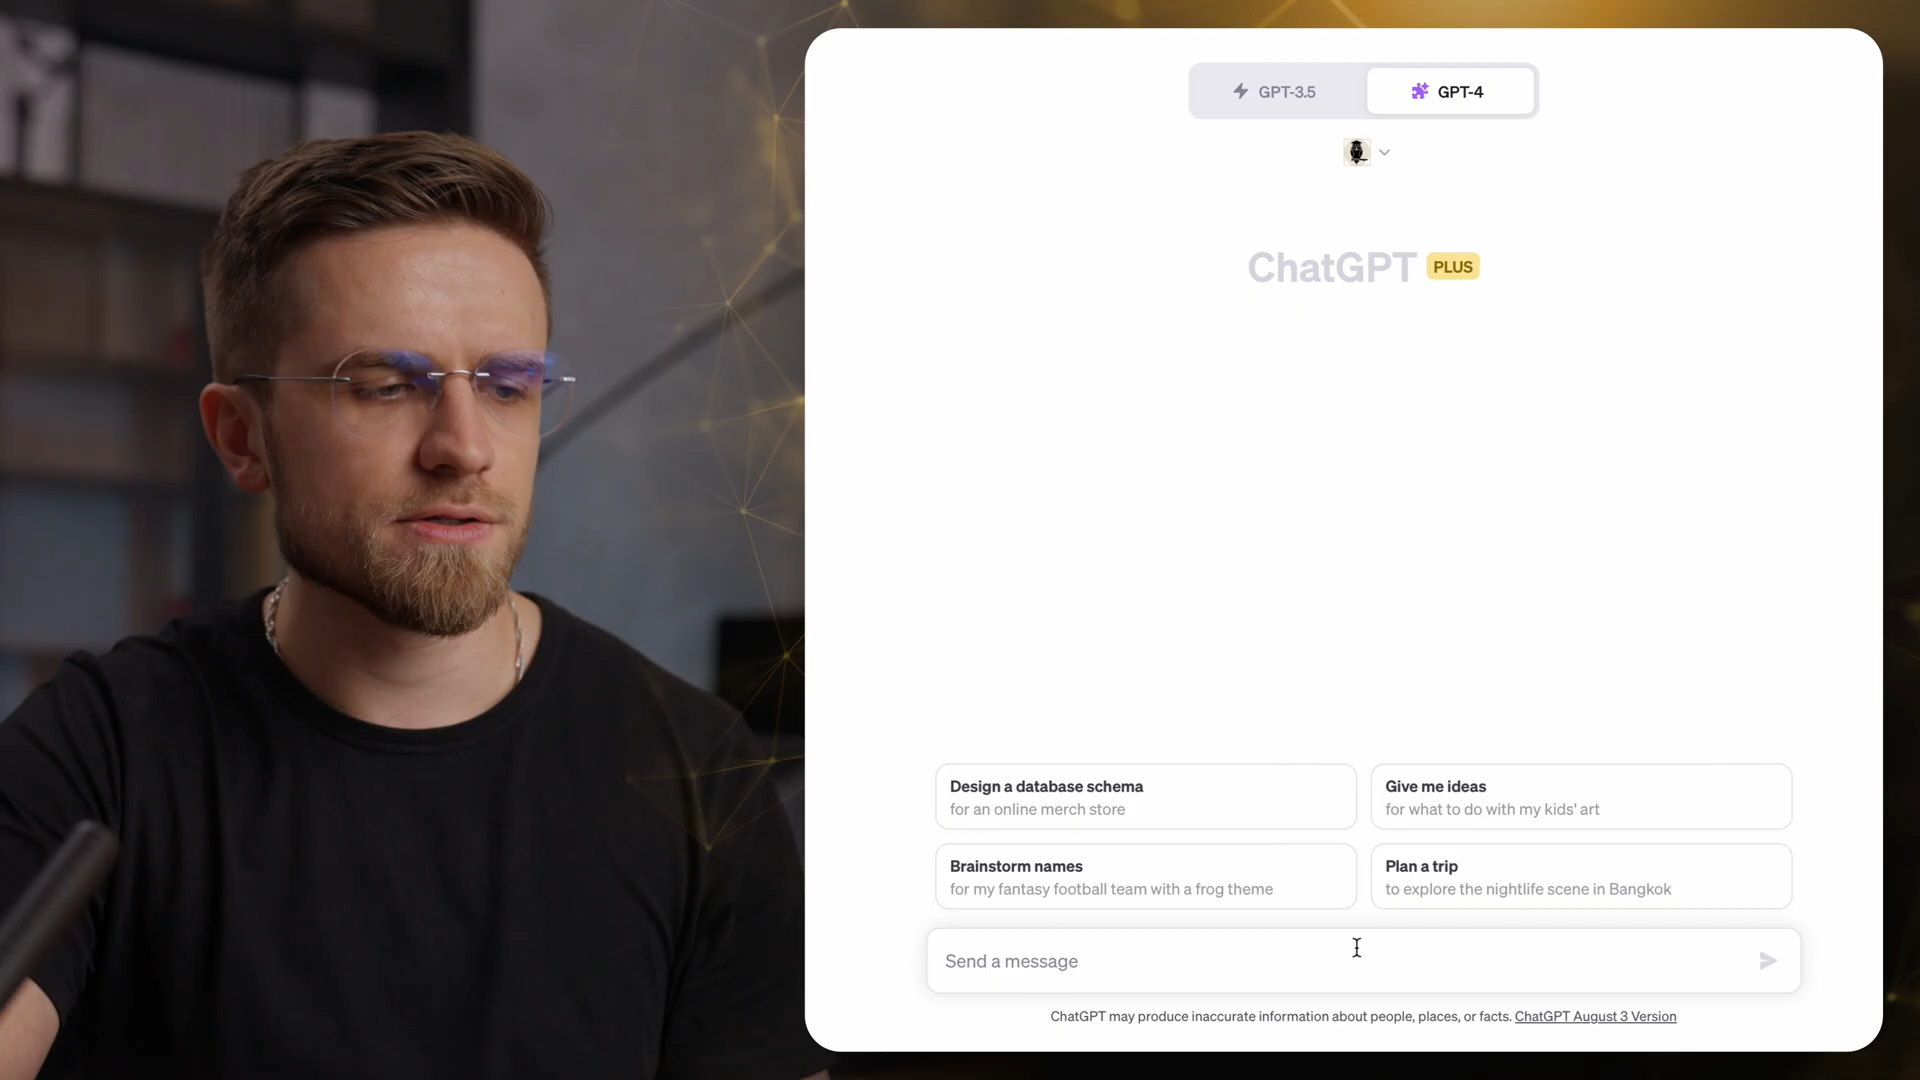 GPT-3.5
GPT-4
ChatGPT PLUS
Design a database schema
for an online merch store
Give me ideas
for what to do with my kids' art
Brainstorm names
for my fantasy football team with a frog theme
Plan a trip
to explore the nightlife scene in Bangkok
Send a message
ChatGPT may produce inaccurate information about people, places, or facts. ChatGPT August 3 Version